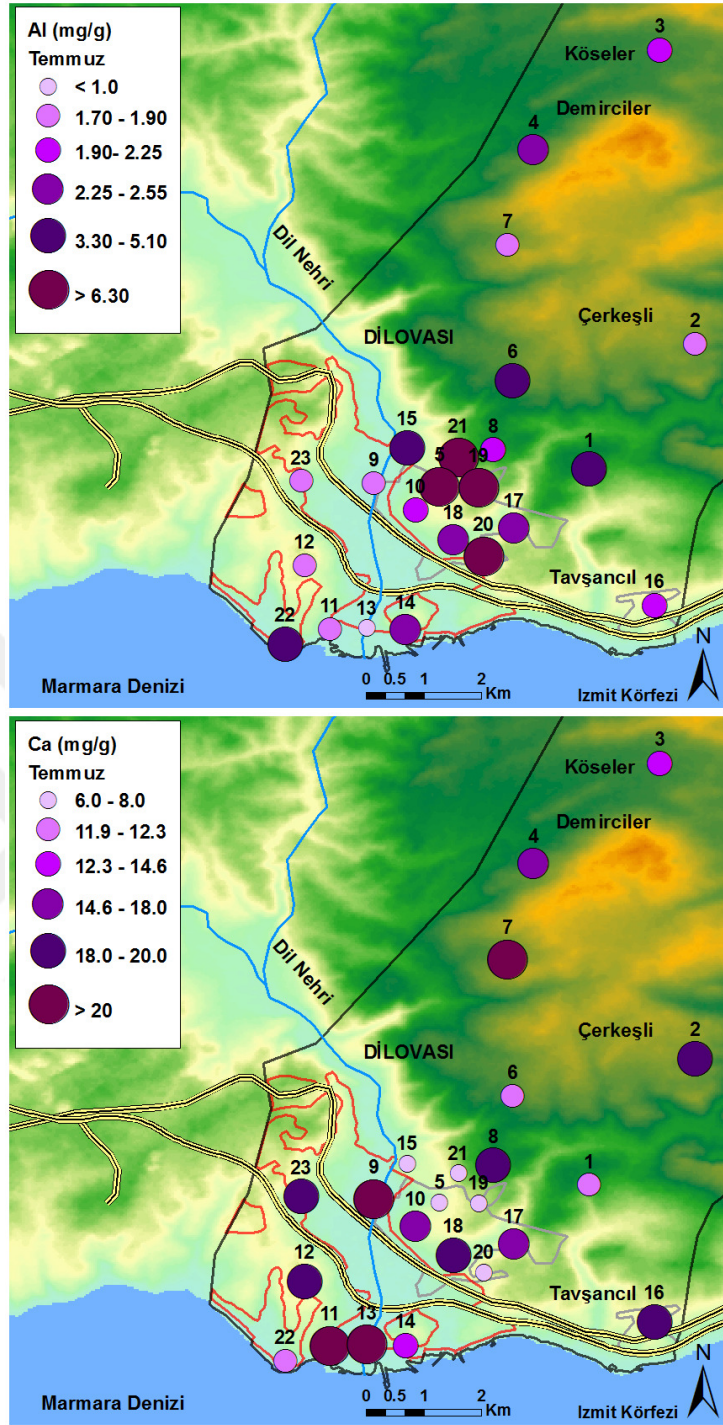 Al (mg/g)
Temmuz
< 1.0
1.70 - 1.90
1.90- 2.25
2.25 - 2.55
3.30 - 5.10
> 6.30
3
Köseler
Demirciler
4
7
Dil Nehri
Çerkeşli
2
DİLOVASI
6
15
21
8
1
23
9
5
19
10
17
18
20
12
Tavşancıl
16
11
13
14
22
N
0 0.5 1 2
Km
Marmara Denizi
Izmit Körfezi
Ca (mg/g)
Temmuz
6.0 - 8.0
11.9 - 12.3
12.3 - 14.6
14.6 - 18.0
18.0 - 20.0
> 20
3
Köseler
Demirciler
4
7
Dil Nehri
Çerkeşli
2
DİLOVASI
6
15
21
8
1
23
9
5
19
10
17
18
20
12
Tavşancıl
16
11
13
14
22
N
0 0.5 1 2
Km
Marmara Denizi
Izmit Körfezi